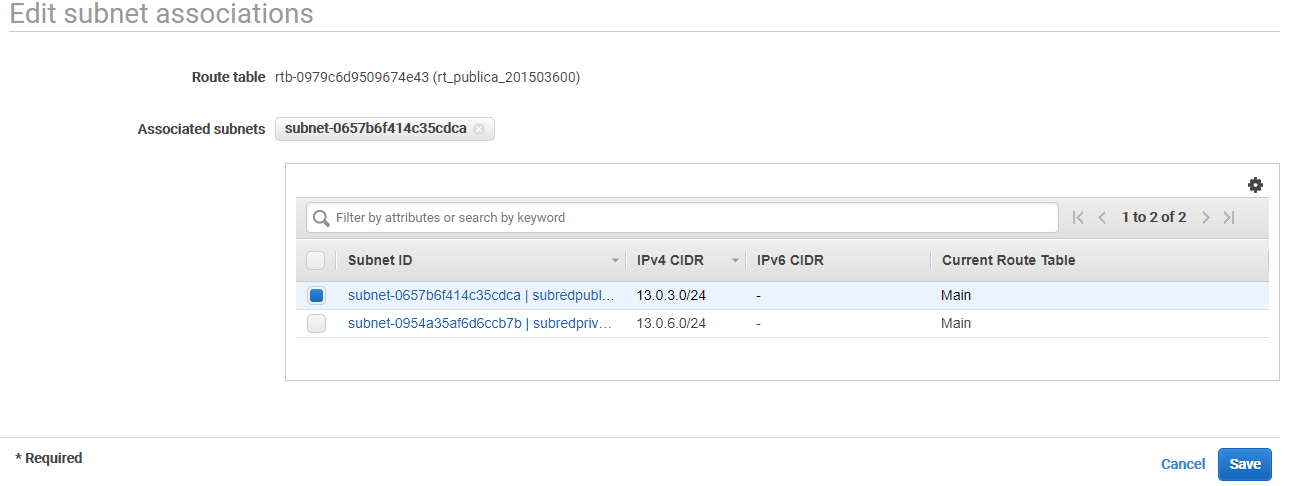 Edit subnet associations
Route table rtb-0979c6d9509674e43 (rt_publica_201503600)
Associated subnets subnet-0657b6f414c35cdca
Filter by attributes or search by keyword 1 to 2 of 2
Subnet ID IPv4 CIDR IPv6 CIDR Current Route Table
subnet-0657b6f414c35cdca | subredpubl... 13.0.3.0/24 - Main
subnet-0954a35af6d6ccb7b | subredpriv... 13.0.6.0/24 - Main
* Required
Cancel Save